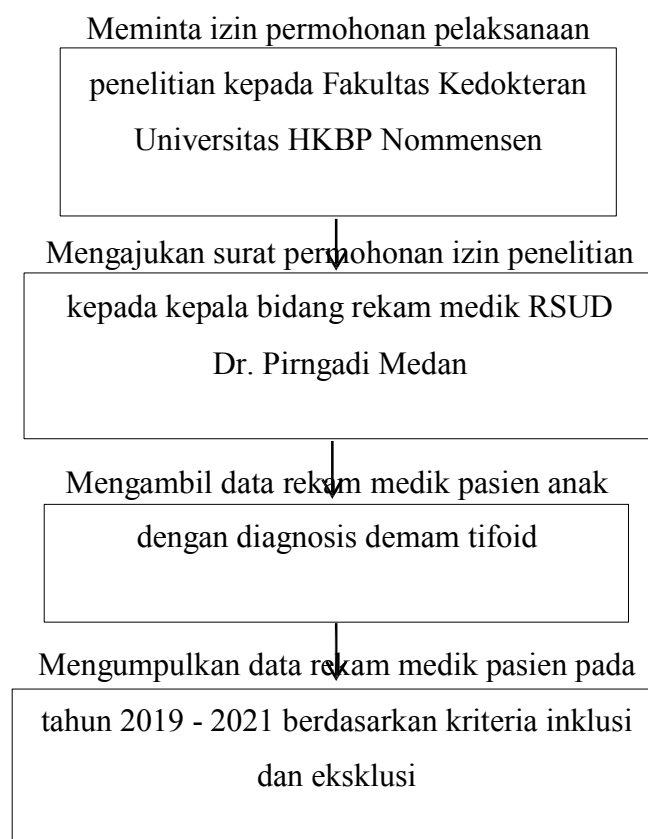 Meminta izin permohonan pelaksanaan
penelitian kepada Fakultas Kedokteran
Universitas HKBP Nommensen
Mengajukan surat permohonan izin penelitian
kepada kepala bidang rekam medik RSUD
Dr. Pirngadi Medan
Mengambil data rekam medik pasien anak
dengan diagnosis demam tifoid
Mengumpulkan data rekam medik pasien pada
tahun 2019 - 2021 berdasarkan kriteria inklusi
dan eksklusi